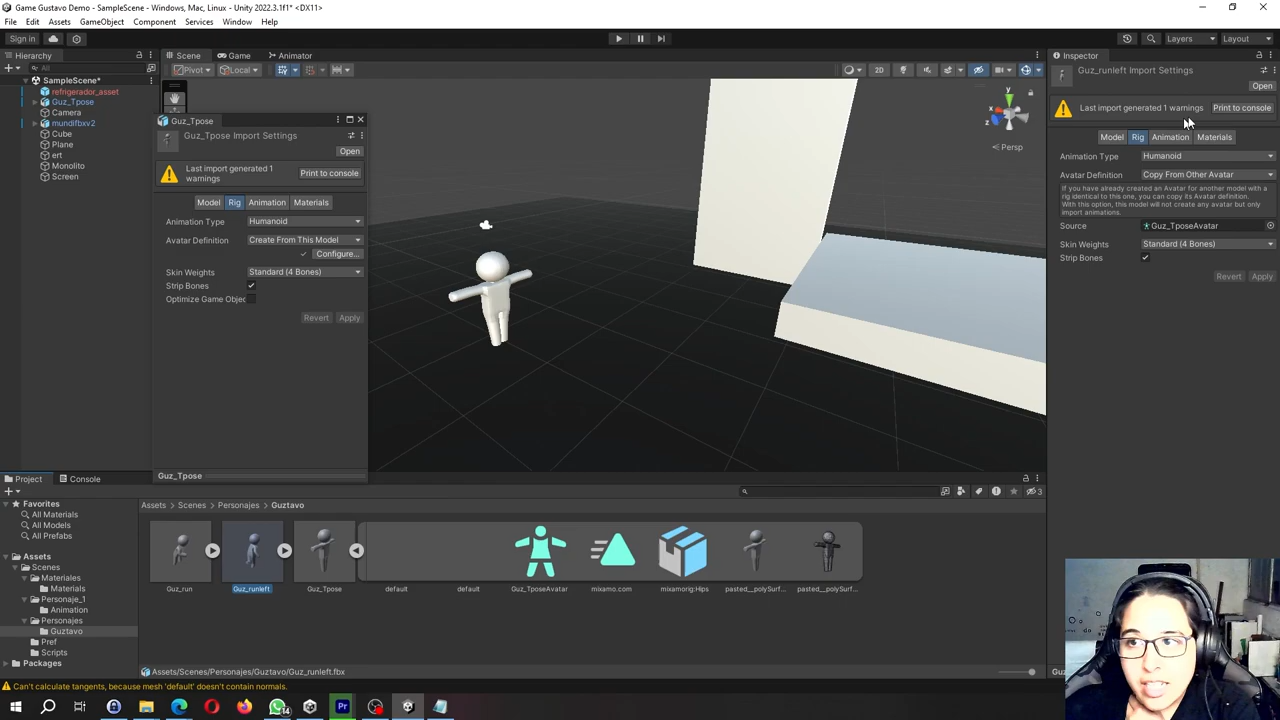 Game Gustavo Demo - SampleScene - Windows, Mac, Linux - Unity 2022.3.1f1* <DX11>
File Edit Assets GameObject Component Services Window Help
Sign in
Layers
Layout
Hierarchy
All
SampleScene*
refrigerador_asset
Guz_Tpose
Camera
mundifbxv2
Cube
Plane
ert
Monolito
Screen
Scene Game Animator
Pivot Local
2D
Persp
Guz_Tpose
Guz_Tpose Import Settings
Open
Last import generated 1
warnings
Print to console
Model Rig Animation Materials
Animation Type Humanoid
Avatar Definition Create From This Model
Configure...
Skin Weights Standard (4 Bones)
Strip Bones
Optimize Game Objec
Revert Apply
Guz_Tpose
Inspector
Guz_runleft Import Settings
Open
Last import generated 1 warnings
Print to console
Model Rig Animation Materials
Animation Type Humanoid
Avatar Definition Copy From Other Avatar
If you have already created an Avatar for another model with a
rig identical to this one, you can copy its Avatar definition.
With this option, this model will not create any avatar but only
import animations.
Source Guz_TposeAvatar
Skin Weights Standard (4 Bones)
Strip Bones
Revert Apply
Project Console
3
Favorites
All Materials
All Models
All Prefabs
Assets
Scenes
Materiales
Materials
Personaje_1
Animation
Personajes
Guztavo
Pref
Scripts
Packages
Assets > Scenes > Personajes > Guztavo
Guz_run
Guz_runleft
Guz_Tpose
default
default
Guz_TposeAvatar
mixamo.com
mixamorig:Hips
pasted__polySurf...
pasted__polySurf...
Assets/Scenes/Personajes/Guztavo/Guz_runleft.fbx
Can't calculate tangents, because mesh 'default' doesn't contain normals.
14
Pr